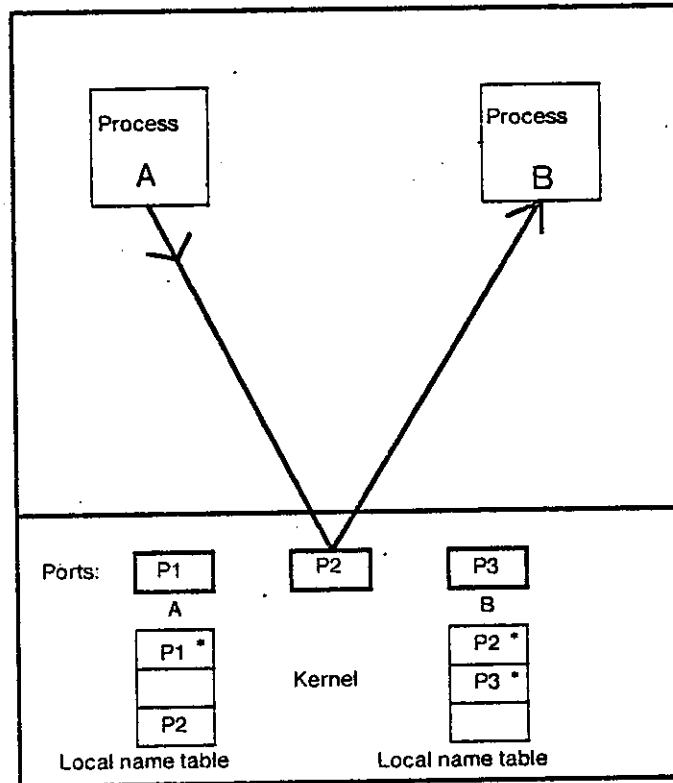 Process
A
Process
B
Ports:
P1
P2
P3
A
B
P1 *
P2
Kernel
P2 *
P3 *
Local name table
Local name table